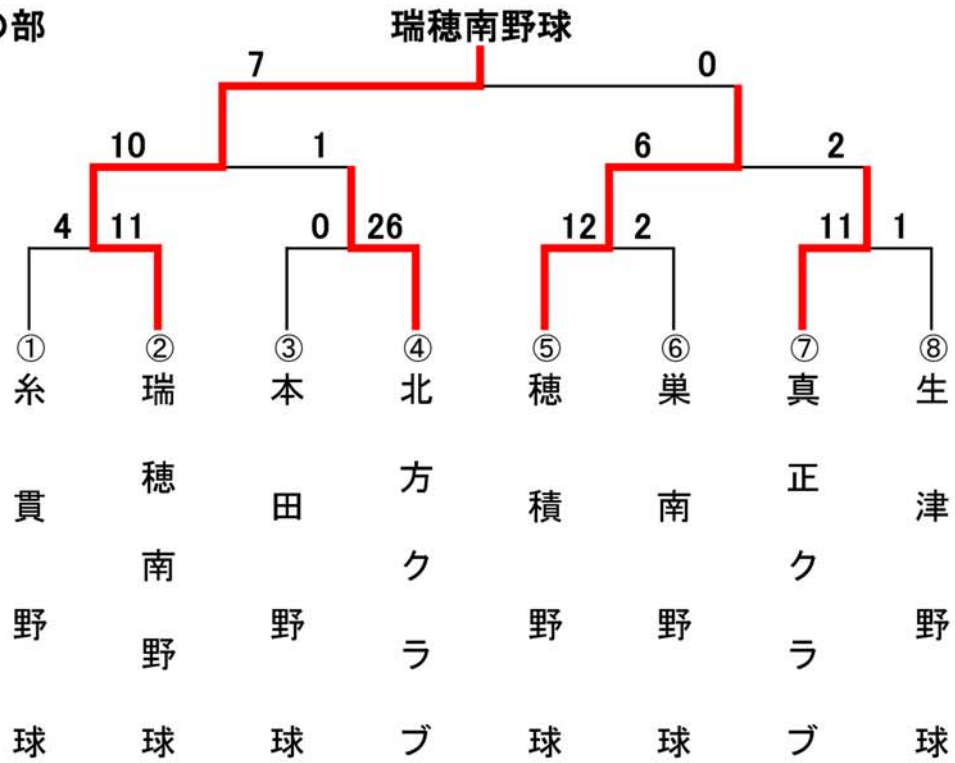 の部
瑞穂南野球
7 0
10 1 6 2
4 11 0 26 12 2 11 1
① ② ③ ④ ⑤ ⑥ ⑦ ⑧
糸貫野球
瑞穂南野球
本田野球
北方クラブ
穂積野球
巣南野球
真正クラブ
生津野球